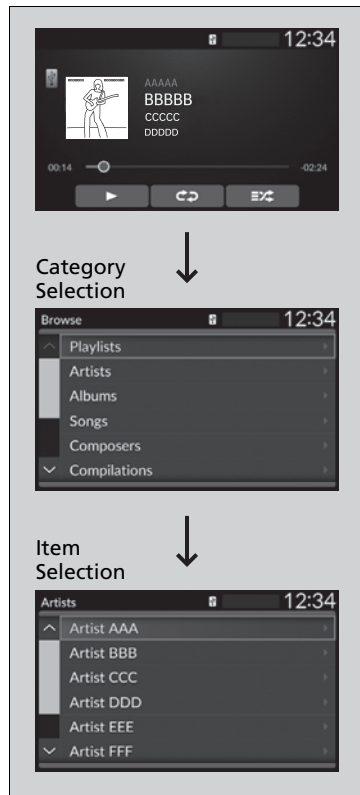 12:34
AAAAA
BBBBB
CCCCC
DDDDD
00:14
-02:24
Category
Selection
Browse
12:34
Playlists
Artists
Albums
Songs
Composers
Compilations
Item
Selection
Artists
12:34
Artist AAA
Artist BBB
Artist CCC
Artist DDD
Artist EEE
Artist FFF